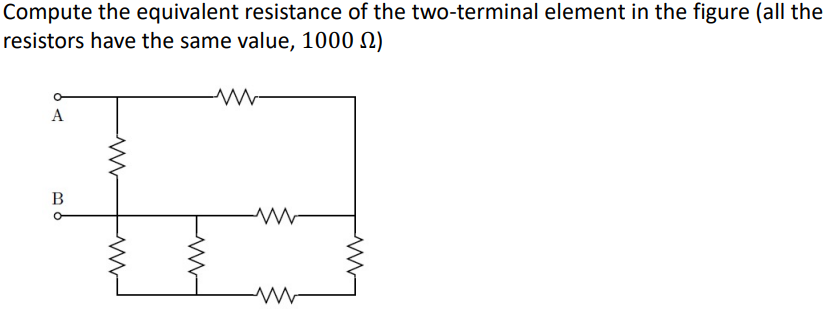 Compute the equivalent resistance of the two-terminal element in the figure (all the
resistors have the same value, 1000 Ω)
A
B